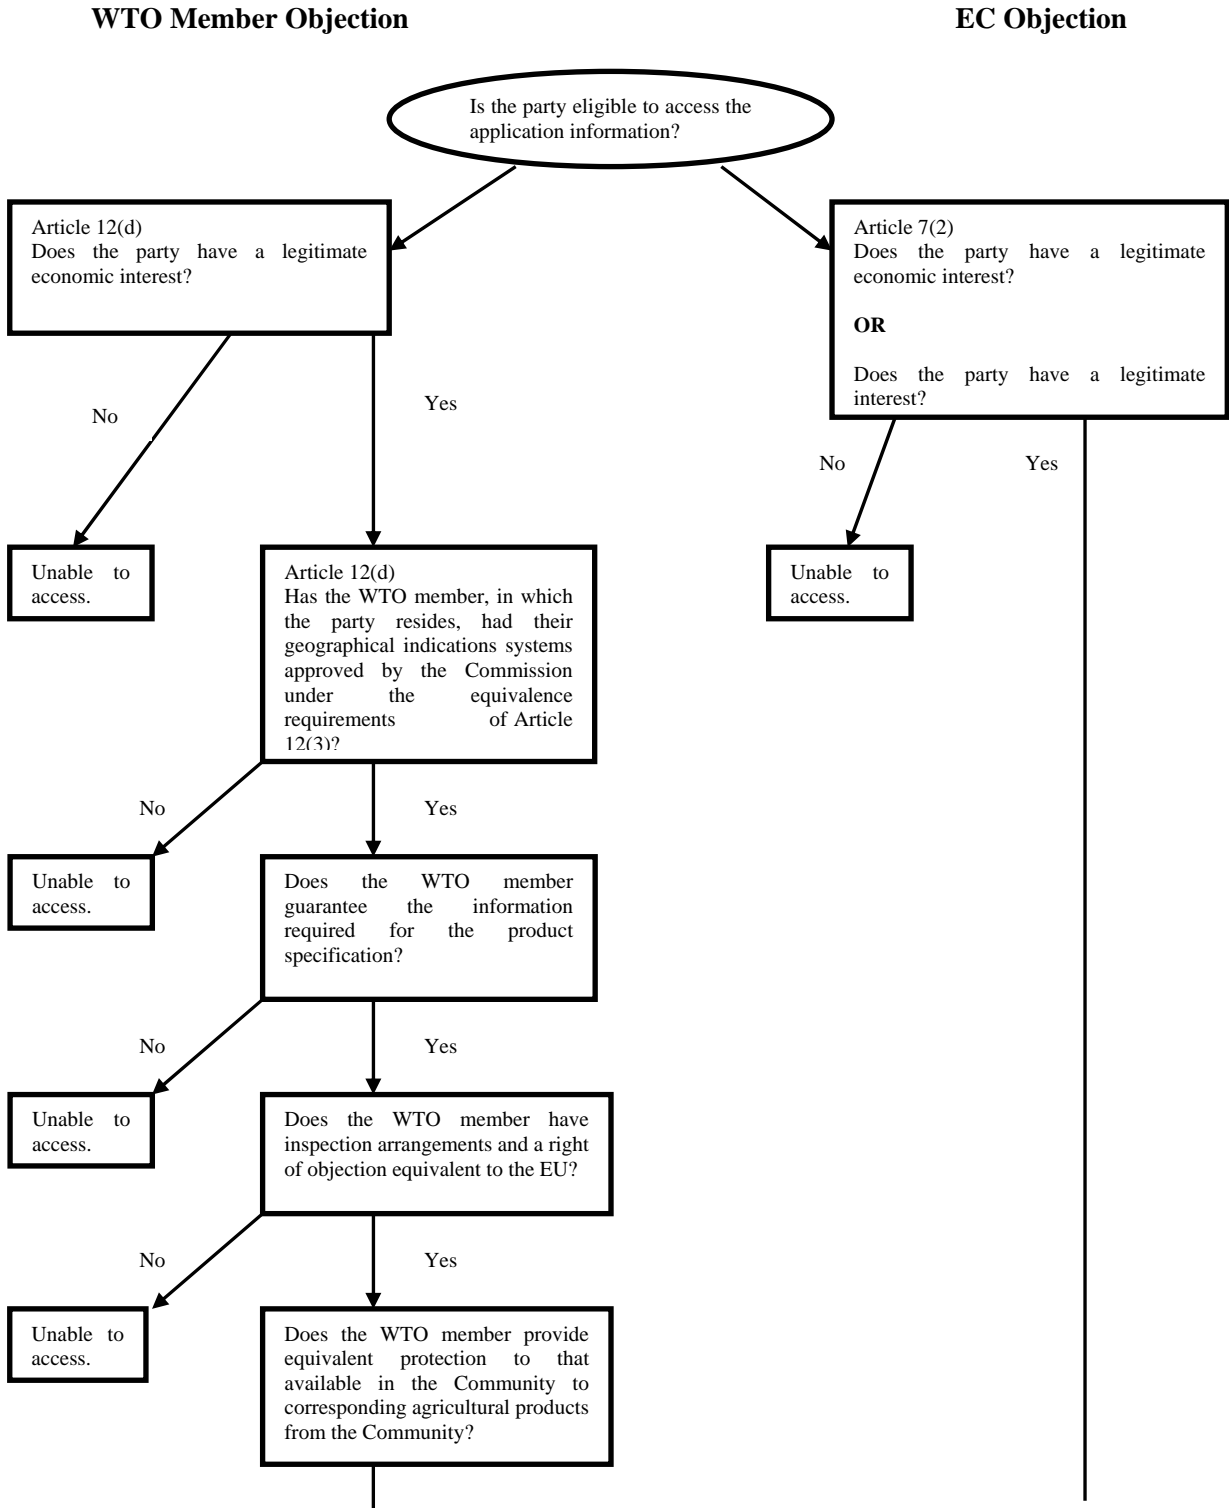 WTO Member Objection
EC Objection
Is the party eligible to access the
application information?
Article 12(d)
Does the party have a legitimate
economic interest?
Article 7(2)
Does the party have a legitimate
economic interest?
OR
Does the party have a legitimate
interest?
No
Yes
No
Yes
Unable to
access.
Article 12(d)
Has the WTO member, in which
the party resides, had their
geographical indications systems
approved by the Commission
under the equivalence
requirements of Article
12(3)?
Unable to
access.
No
Yes
Unable to
access.
Does the WTO member
guarantee the information
required for the product
specification?
No
Yes
Unable to
access.
Does the WTO member have
inspection arrangements and a right
of objection equivalent to the EU?
No
Yes
Unable to
access.
Does the WTO member provide
equivalent protection to that
available in the Community to
corresponding agricultural products
from the Community?